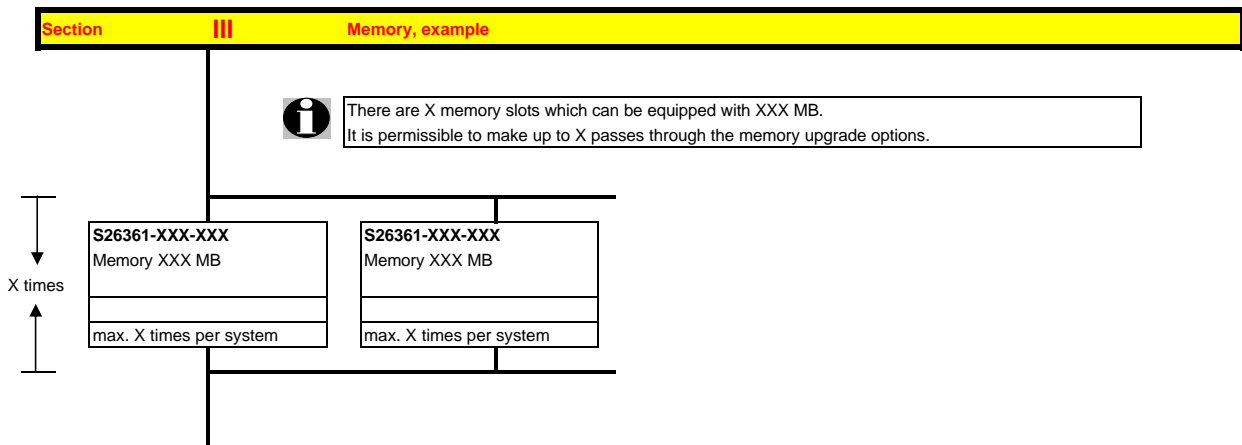 Section III Memory, example
There are X memory slots which can be equipped with XXX MB.
It is permissible to make up to X passes through the memory upgrade options.
S26361-XXX-XXX
Memory XXX MB
max. X times per system
S26361-XXX-XXX
Memory XXX MB
max. X times per system
X times